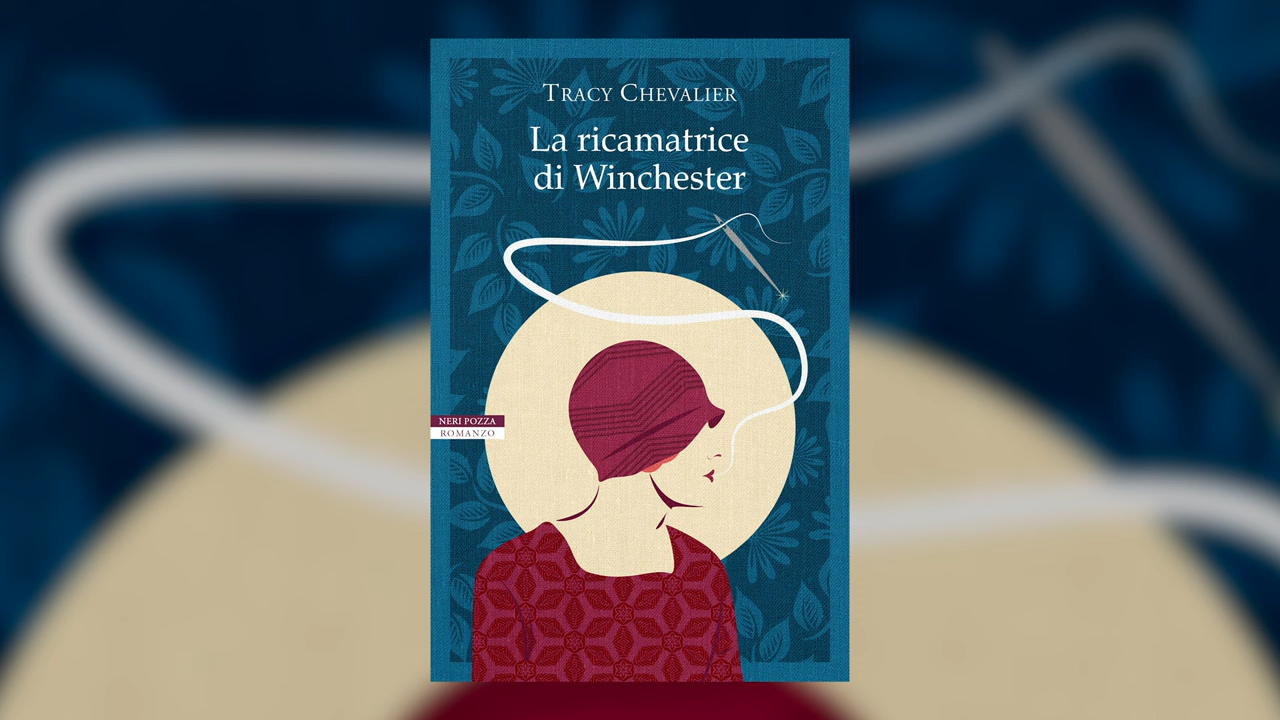 TRACY CHEVALIER
La ricamatrice
di Winchester
NERI POZZA
ROMANZO